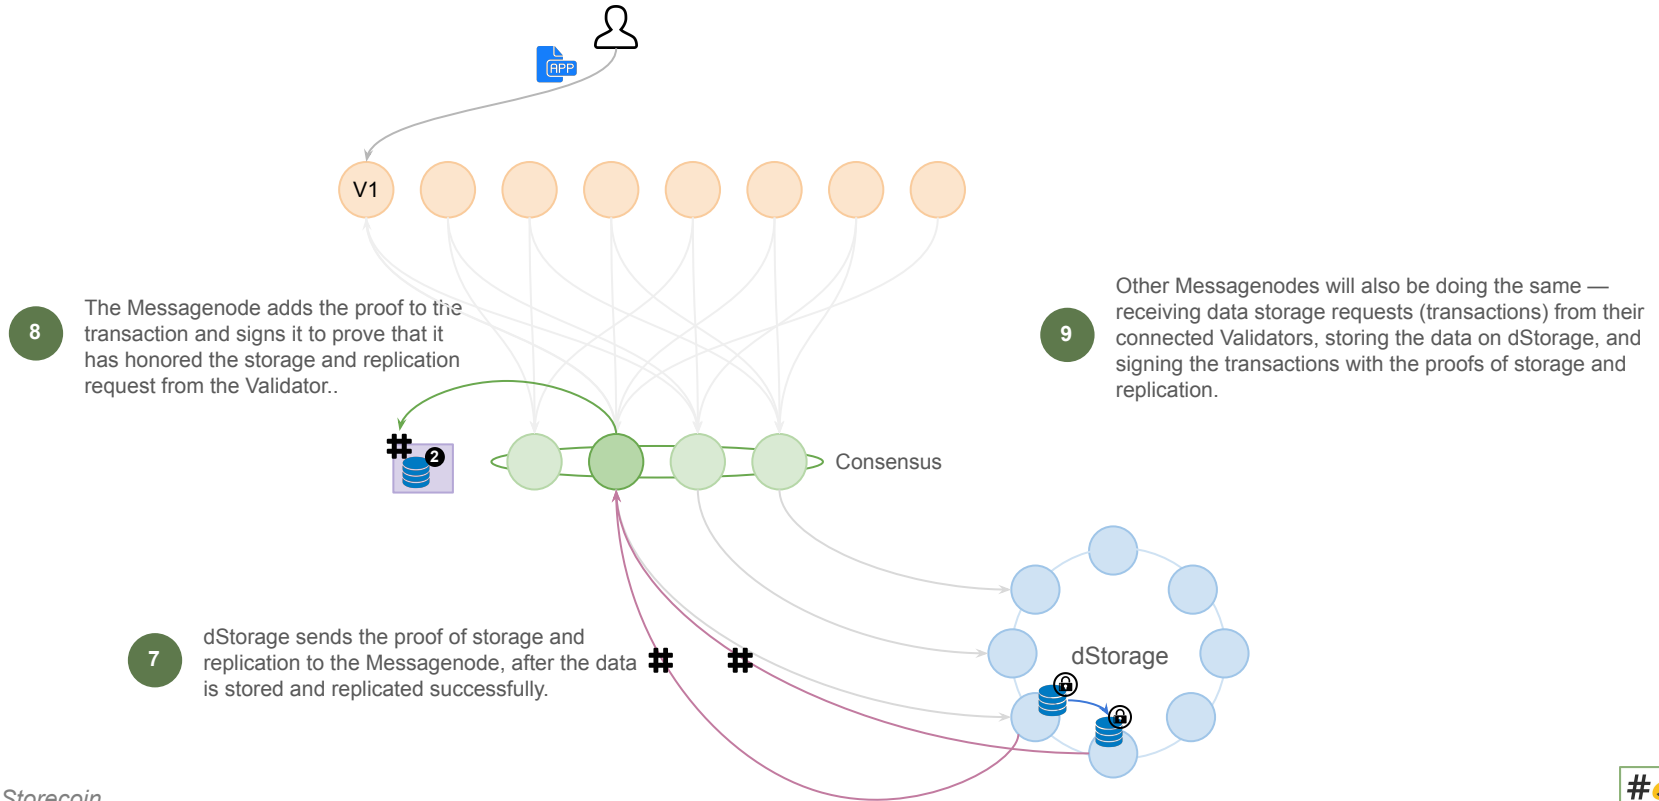 APP
V1
8
The Messagenode adds the proof to the
transaction and signs it to prove that it
has honored the storage and replication
request from the Validator..
9
Other Messagenodes will also be doing the same —
receiving data storage requests (transactions) from their
connected Validators, storing the data on dStorage, and
signing the transactions with the proofs of storage and
replication.
#
2
Consensus
7
dStorage sends the proof of storage and
replication to the Messagenode, after the data
is stored and replicated successfully.
# #
dStorage
Storecoin
#